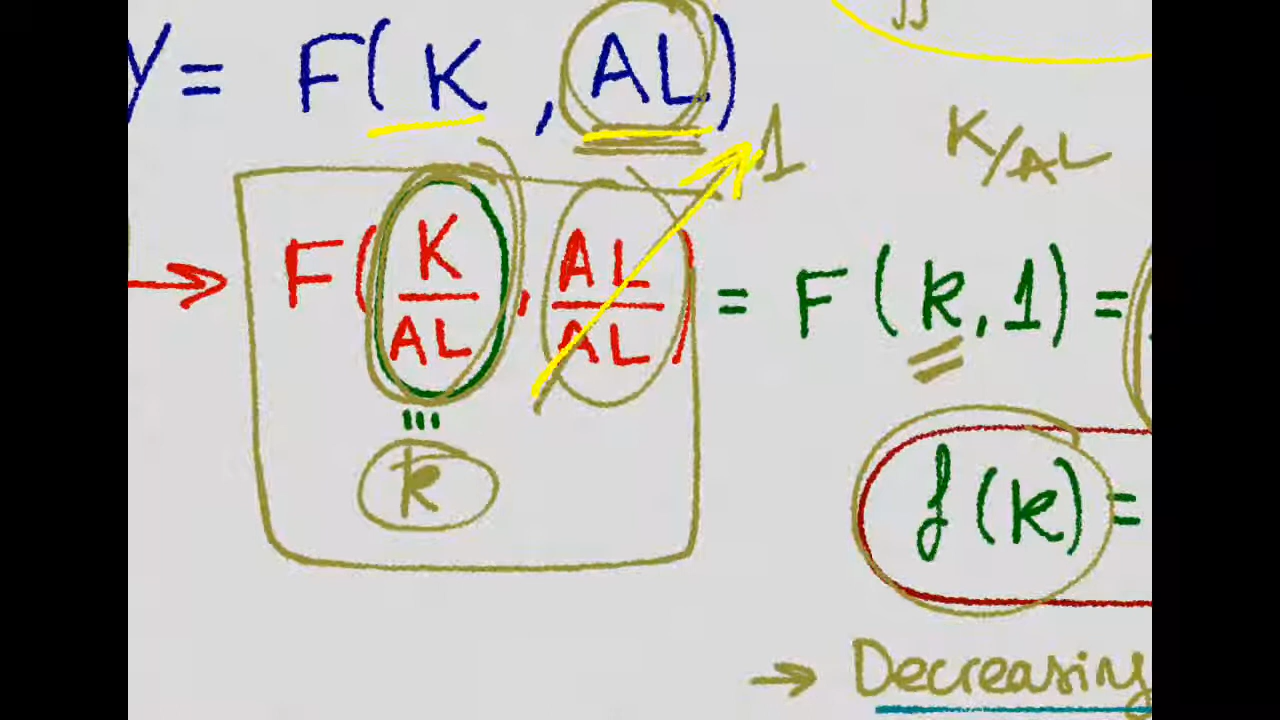 Y = F(K, AL)
1
K/AL
F(K/AL, AL/AL) = F(k, 1) =
k
f(k) =
→ Decreasing